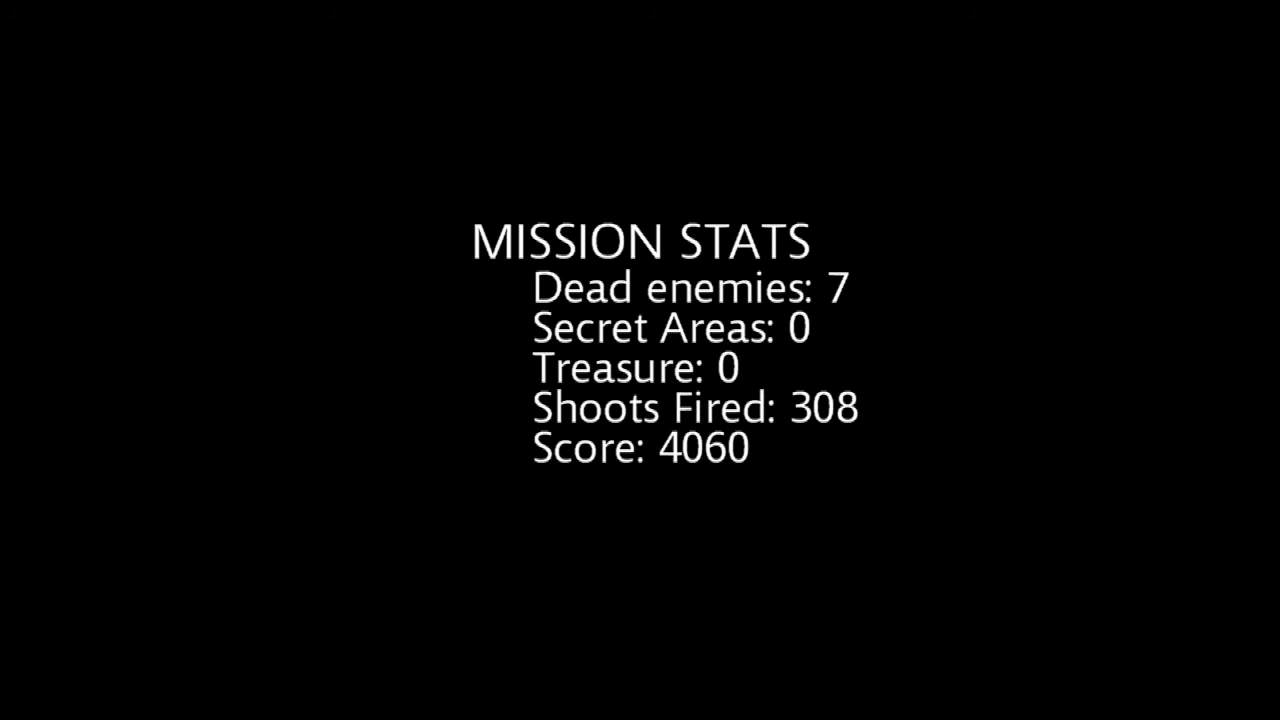 MISSION STATS
Dead enemies: 7
Secret Areas: 0
Treasure: 0
Shoots Fired: 308
Score: 4060